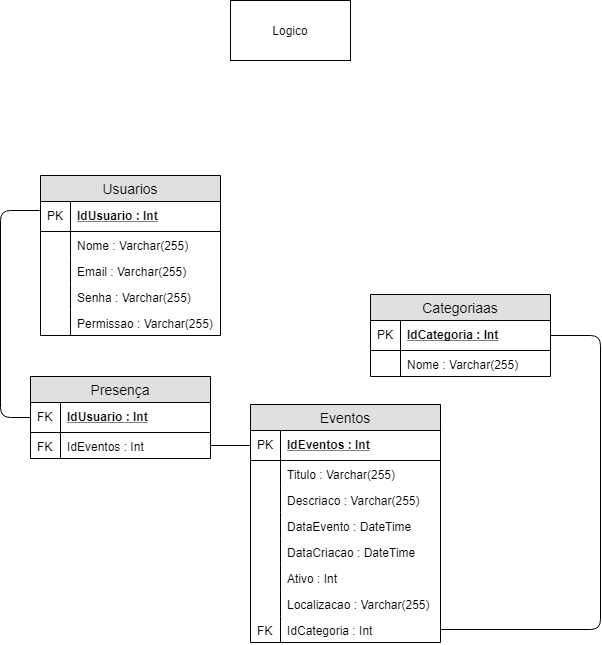 Logico
Usuarios
PK IdUsuario : Int
Nome : Varchar(255)
Email : Varchar(255)
Senha : Varchar(255)
Permissao : Varchar(255)
Categoriaas
PK IdCategoria : Int
Nome : Varchar(255)
Presença
FK IdUsuario : Int
FK IdEventos : Int
Eventos
PK IdEventos : Int
Titulo : Varchar(255)
Descriaco : Varchar(255)
DataEvento : DateTime
DataCriacao : DateTime
Ativo : Int
Localizacao : Varchar(255)
FK IdCategoria : Int